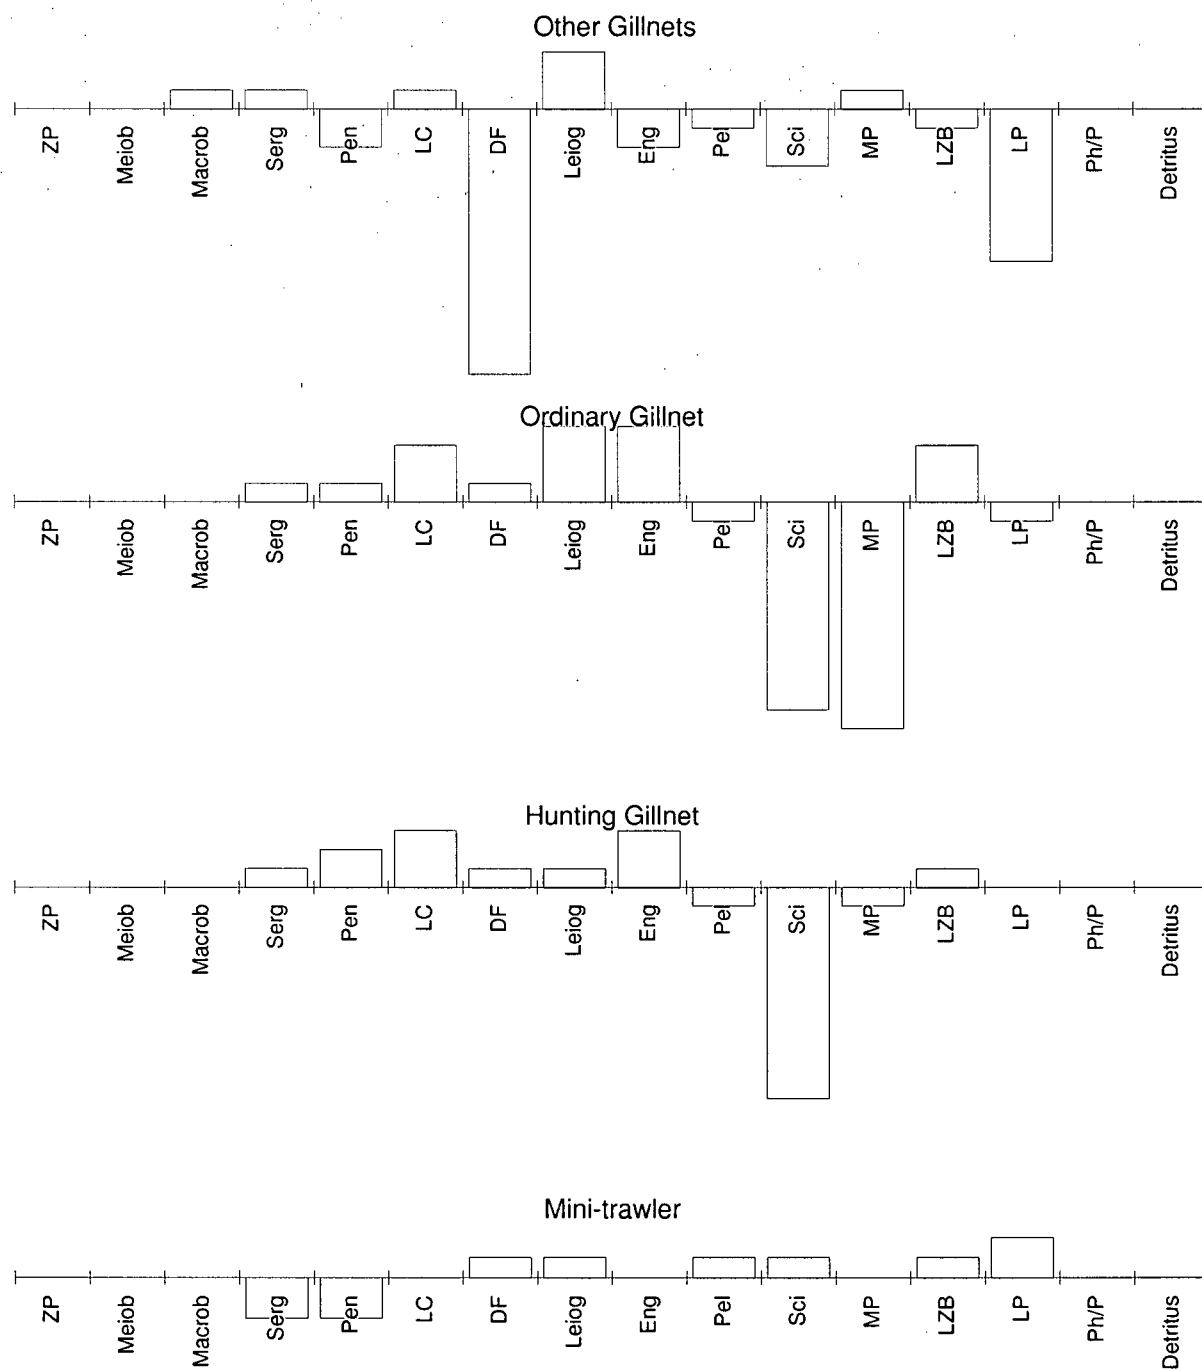 Other Gillnets
ZP Meiob Macrob Serg Pen LC DF Leiog Eng Pel Sci MP LZB LP Ph/P Detritus
Ordinary Gillnet
ZP Meiob Macrob Serg Pen LC DF Leiog Eng Pel Sci MP LZB LP Ph/P Detritus
Hunting Gillnet
ZP Meiob Macrob Serg Pen LC DF Leiog Eng Pel Sci MP LZB LP Ph/P Detritus
Mini-trawler
ZP Meiob Macrob Serg Pen LC DF Leiog Eng Pel Sci MP LZB LP Ph/P Detritus